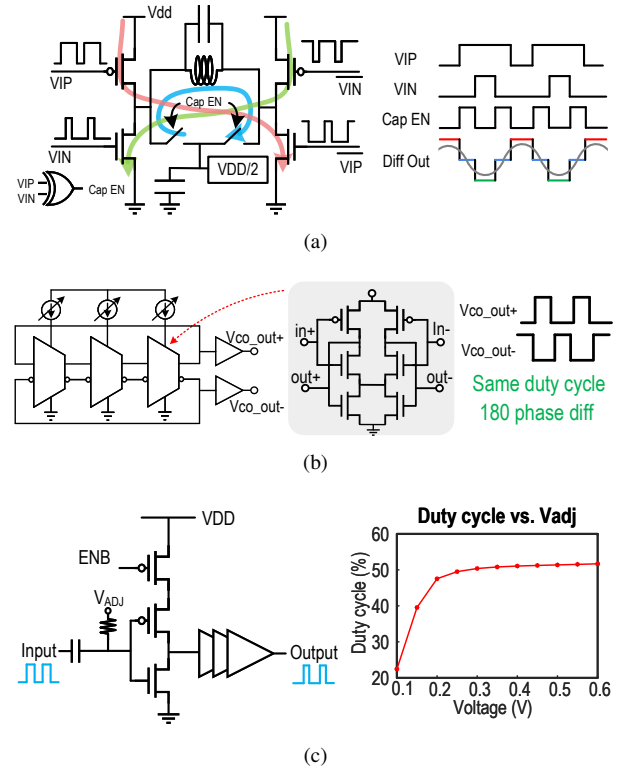 Vdd
VIP
VIN
VIN
VIP
Cap EN
VDD/2
VIP
VIN
Cap EN
VIP
VIN
Cap EN
Diff Out
(a)
Vco_out+
Vco_out-
in+
In-
out+
out-
Vco_out+
Vco_out-
Same duty cycle
180 phase diff
(b)
VDD
ENB
VADJ
Input
Output
Duty cycle vs. Vadj
Duty cycle (%)
60
50
40
30
20
0.1 0.2 0.3 0.4 0.5 0.6
Voltage (V)
(c)